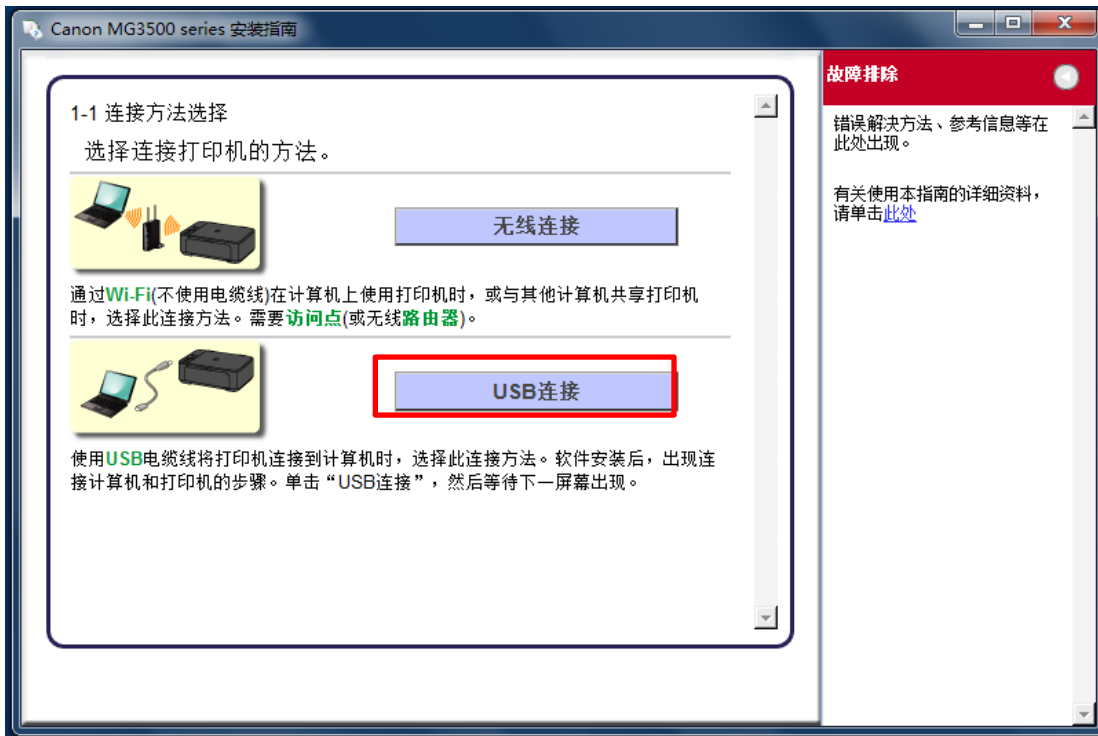 Canon MG3500 series 安装指南
1-1 连接方法选择
选择连接打印机的方法。
无线连接
通过Wi-Fi(不使用电缆线)在计算机上使用打印机时，或与其他计算机共享打印机
时，选择此连接方法。需要访问点(或无线路由器)。
USB连接
使用USB电缆线将打印机连接到计算机时，选择此连接方法。软件安装后，出现连
接计算机和打印机的步骤。单击“USB连接”，然后等待下一屏幕出现。
故障排除
错误解决方法、参考信息等在
此处出现。
有关使用本指南的详细资料，
请单击此处